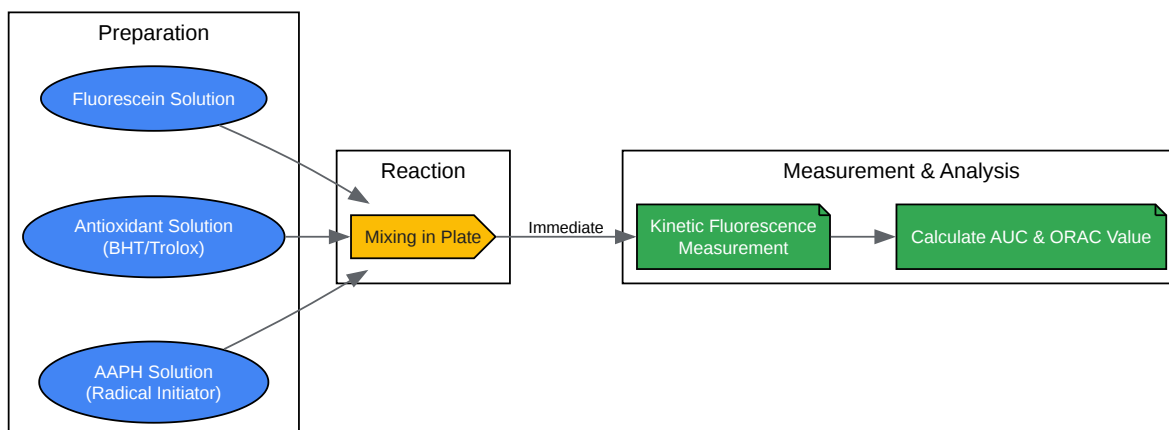 Preparation
Fluorescein Solution
Antioxidant Solution
(BHT/Trolox)
AAPH Solution
(Radical Initiator)
Reaction
Mixing in Plate
Immediate
Measurement & Analysis
Kinetic Fluorescence
Measurement
Calculate AUC & ORAC Value